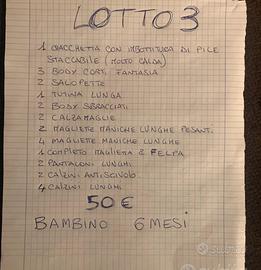 LOTTO 3
1 GIACCHETTA CON IMBOTTITURA DI PILE
STACCABILE (MOLTO CALDA)
3 BODY CORTI FANTASIA
2 SALOPETTE
1 TUTINA LUNGA
2 BODY SBRACCIATI
2 CALZAMAGLIE
2 MAGLIETTE MANICHE LUNGHE PESANTI
4 MAGLIETTE MANICHE LUNGHE
1 COMPLETO MAGLIETTA E FELPA
2 PANTALONI LUNGHI
2 CALZINI ANTISCIVOLO
4 CALZINI LUNGHI
50 €
BAMBINO 6 MESI
subito